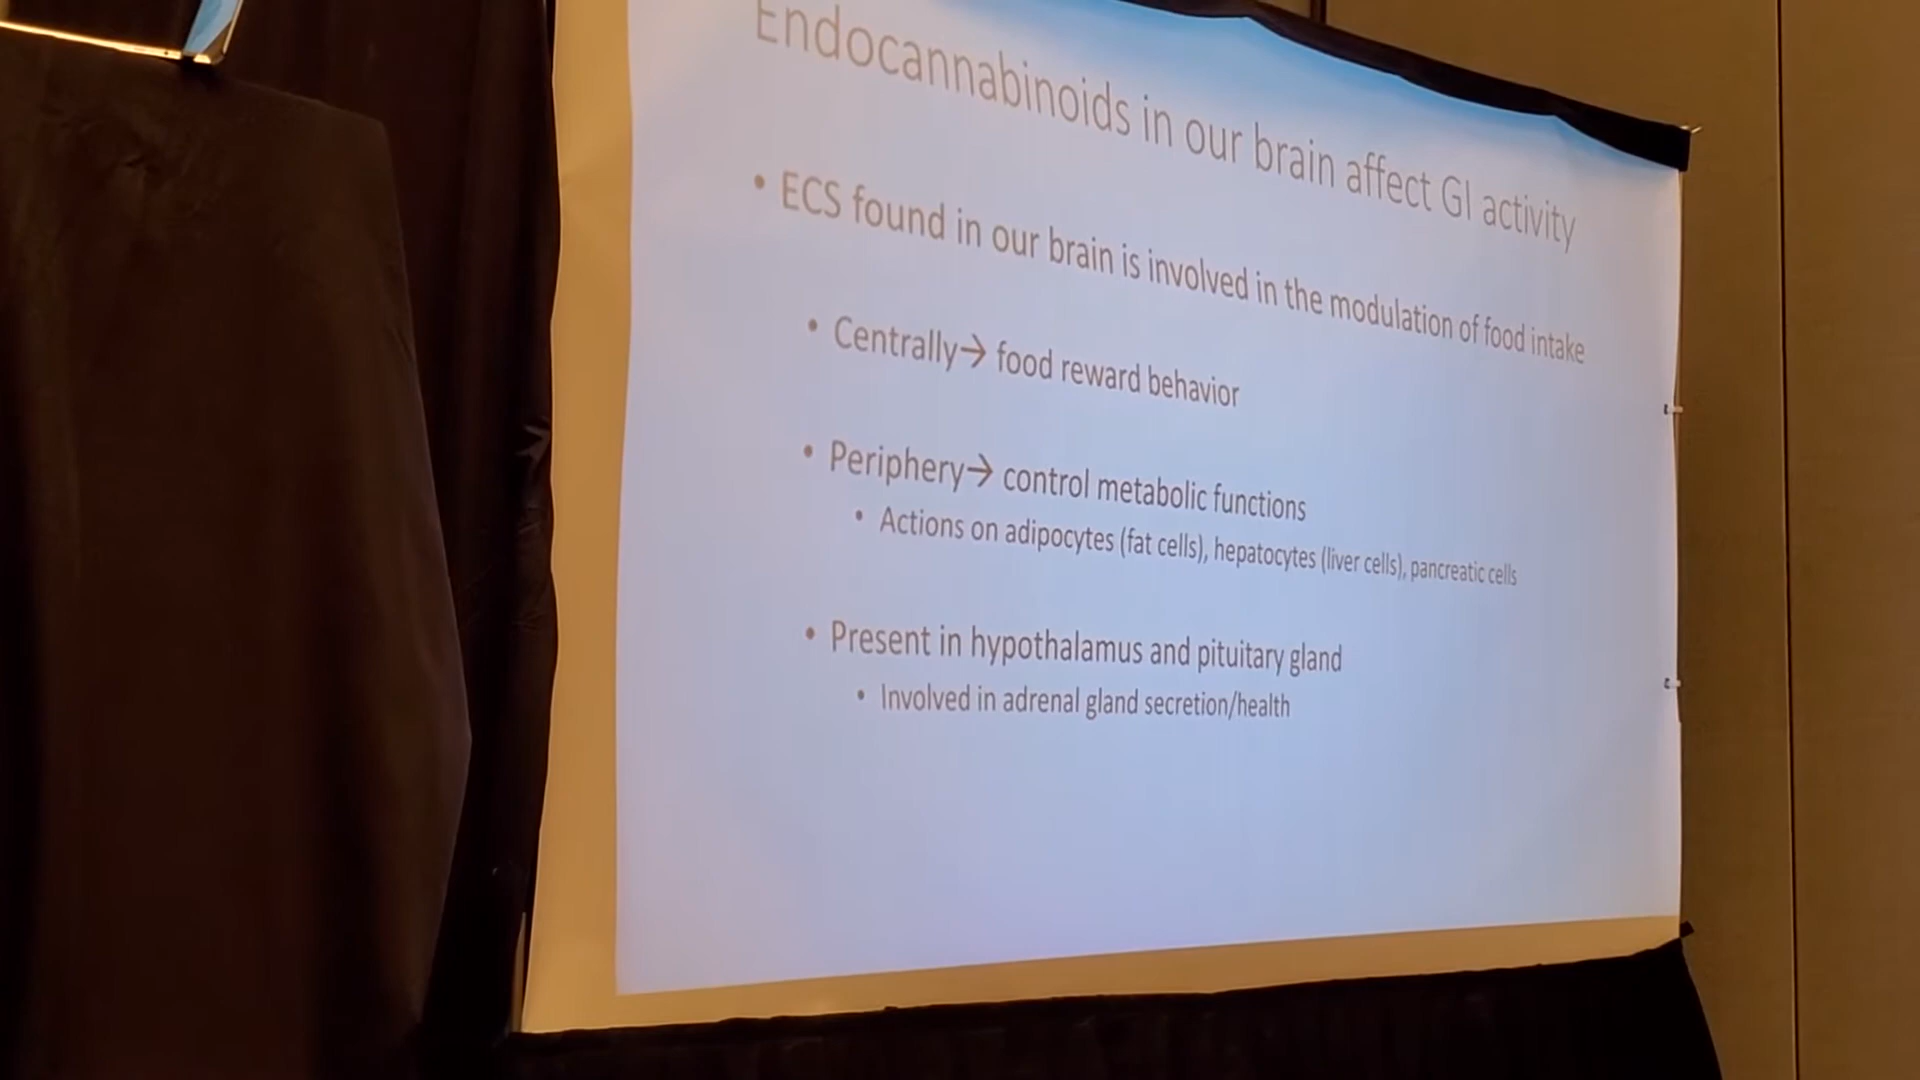 Endocannabinoids in our brain affect GI activity
• ECS found in our brain is involved in the modulation of food intake
• Centrally→ food reward behavior
• Periphery→ control metabolic functions
• Actions on adipocytes (fat cells), hepatocytes (liver cells), pancreatic cells
• Present in hypothalamus and pituitary gland
• Involved in adrenal gland secretion/health